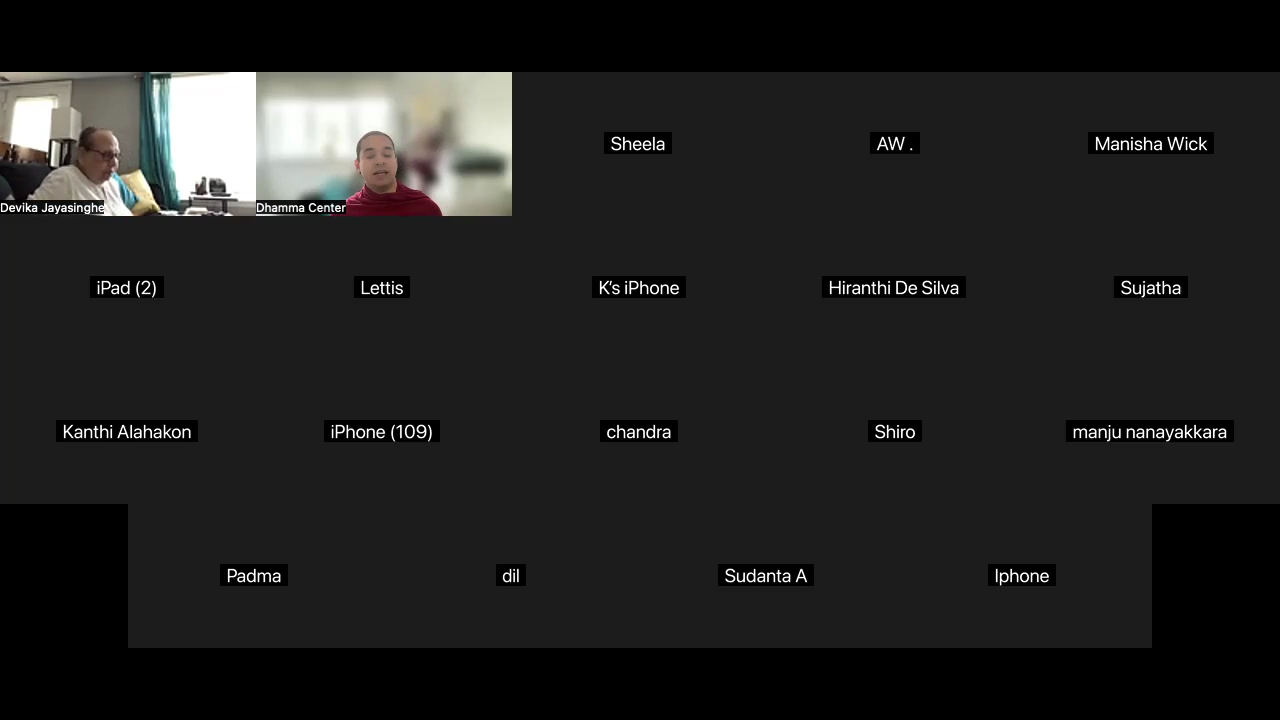 Devika Jayasinghe
Dhamma Center
Sheela
AW .
Manisha Wick
iPad (2)
Lettis
K's iPhone
Hiranthi De Silva
Sujatha
Kanthi Alahakon
iPhone (109)
chandra
Shiro
manju nanayakkara
Padma
dil
Sudanta A
Iphone